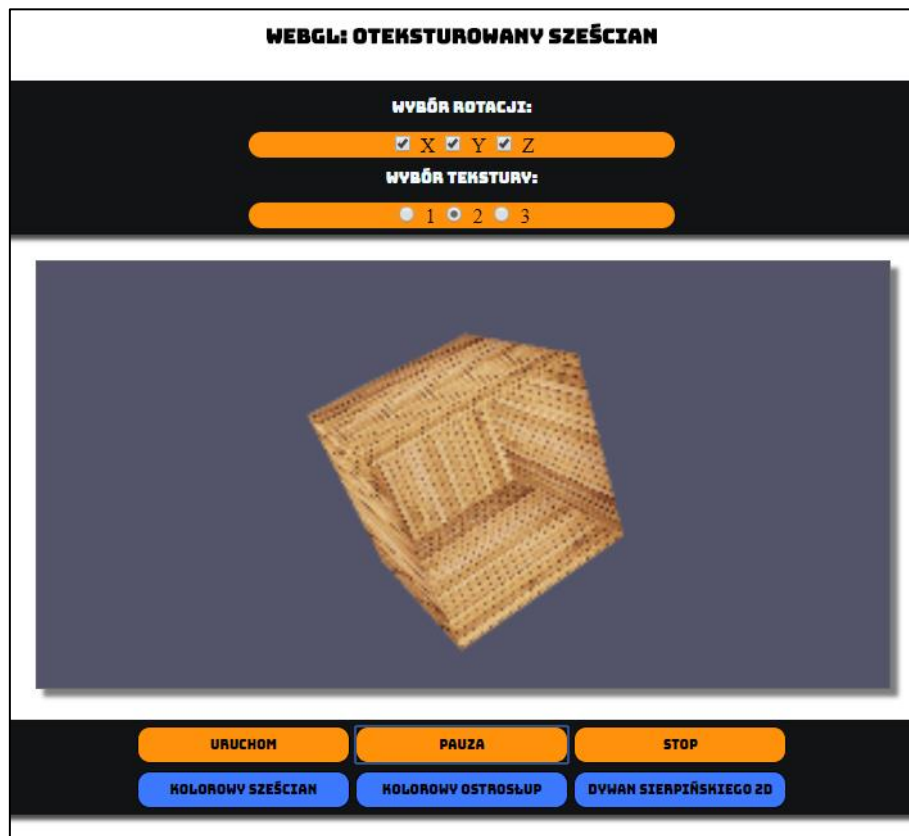 WEBGL: OTEKSTUROWANY SZEŚCIAN
WYBÓR ROTACJI:
X Y Z
WYBÓR TEKSTURY:
1 2 3
URUCHOM PAUZA STOP
KOLOROWY SZEŚCIAN KOLOROWY OSTROSŁUP DYWAN SIERPIŃSKIEGO 2D